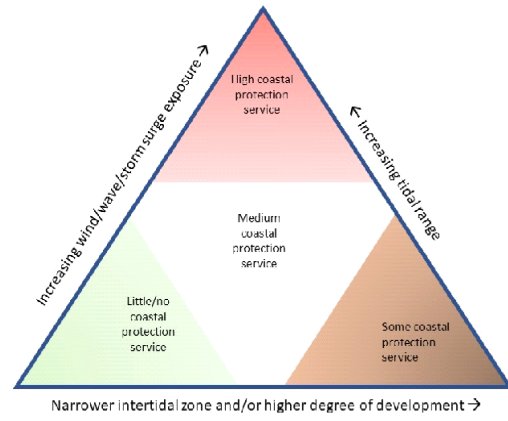 High coastal
protection
service
Increasing wind/wave/storm surge exposure →
← Increasing tidal range
Medium
coastal
protection
service
Little/no
coastal
protection
service
Some coastal
protection
service
Narrower intertidal zone and/or higher degree of development →